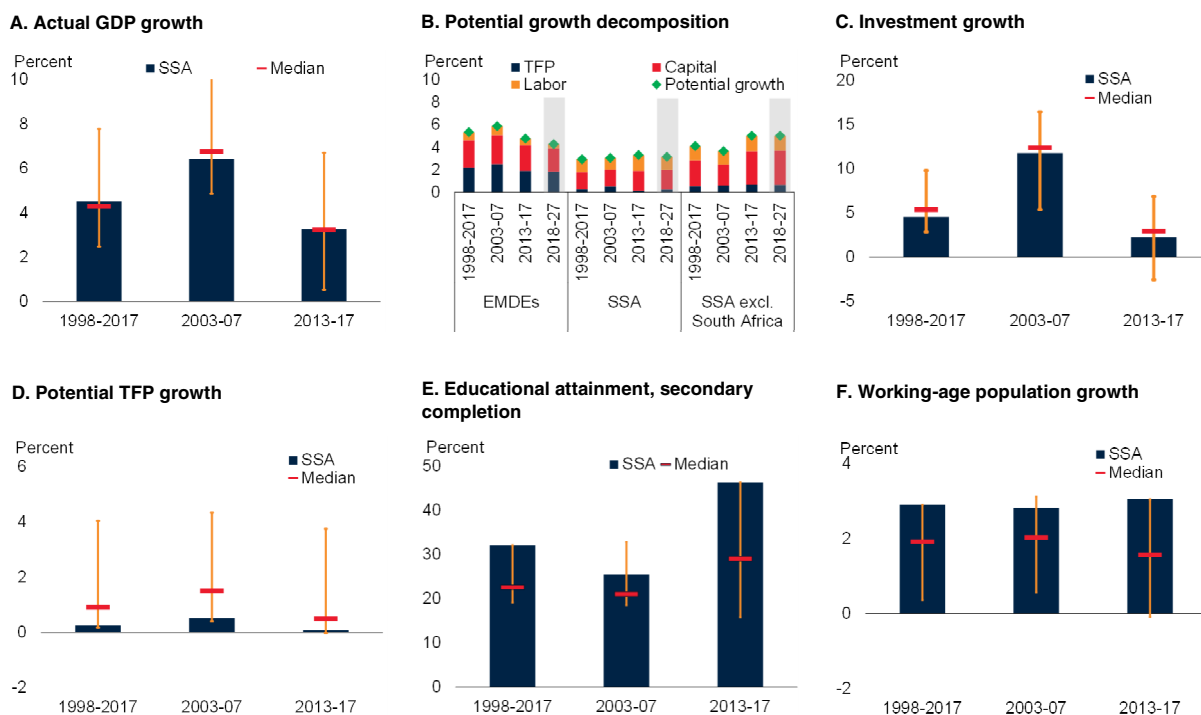 A. Actual GDP growth
Percent
SSA
Median
10
8
6
4
2
0
1998-2017
2003-07
2013-17
B. Potential growth decomposition
Percent
TFP
Capital
Labor
Potential growth
10
8
6
4
2
0
1998-2017
2003-07
2013-17
2018-27
1998-2017
2003-07
2013-17
2018-27
1998-2017
2003-07
2013-17
2018-27
EMDEs
SSA
SSA excl.
South Africa
C. Investment growth
Percent
SSA
Median
20
15
10
5
0
-5
1998-2017
2003-07
2013-17
D. Potential TFP growth
Percent
SSA
Median
6
4
2
0
-2
1998-2017
2003-07
2013-17
E. Educational attainment, secondary
completion
Percent
SSA
Median
50
40
30
20
10
0
1998-2017
2003-07
2013-17
F. Working-age population growth
Percent
SSA
Median
4
2
0
-2
1998-2017
2003-07
2013-17